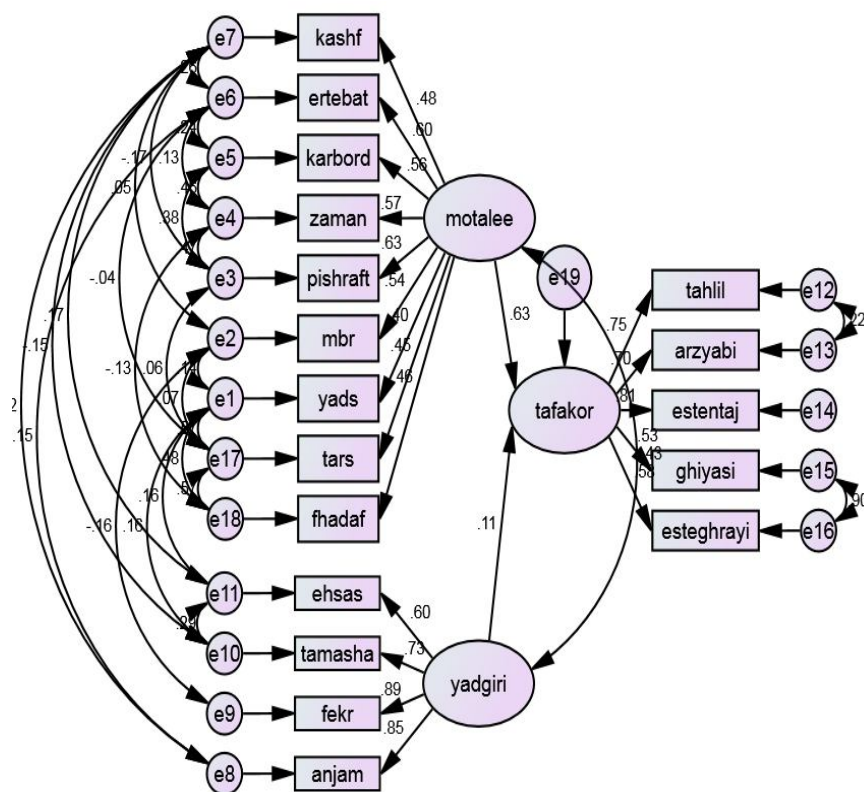 e7 kashf
.26
.48
e6 ertebat
.60
.24
e5 karbord
-.17 .13 .56
.05 .45
e4 zaman .57 motalee
.38 .63
e3 pishraft .54 e19 tahlil e12
-.04
.17 .40 .63 .75 .22
e2 mbr
-.15 .45 .70 arzyabi e13
-.13 .06 .14 .46
.07 e1 yads tafakor .81 estentaj e14
.15 e17 tars .53
.48 .43 ghiyasi e15
.16 .58
e18 fhadaf .90
-.16 .16 .11 esteghrayi e16
e11 ehsas
.60
.29
e10 tamasha .73
.89 yadgiri
e9 fekr
.85
e8 anjam